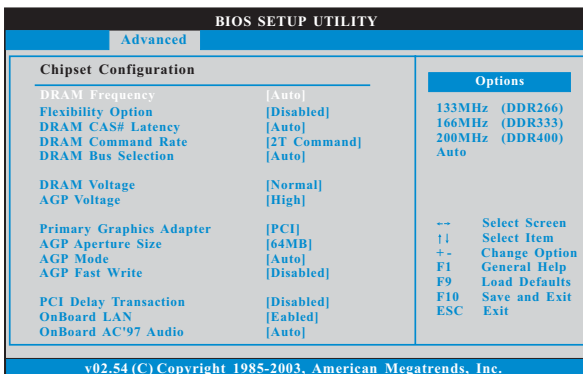 BIOS SETUP UTILITY
Advanced
Chipset Configuration
DRAM Frequency [Auto]
Flexibility Option [Disabled]
DRAM CAS# Latency [Auto]
DRAM Command Rate [2T Command]
DRAM Bus Selection [Auto]
DRAM Voltage [Normal]
AGP Voltage [High]
Primary Graphics Adapter [PCI]
AGP Aperture Size [64MB]
AGP Mode [Auto]
AGP Fast Write [Disabled]
PCI Delay Transaction [Disabled]
OnBoard LAN [Eabled]
OnBoard AC'97 Audio [Auto]
Options
133MHz (DDR266)
166MHz (DDR333)
200MHz (DDR400)
Auto
←→ Select Screen
↑↓ Select Item
+ - Change Option
F1 General Help
F9 Load Defaults
F10 Save and Exit
ESC Exit
v02.54 (C) Copyright 1985-2003, American Megatrends, Inc.